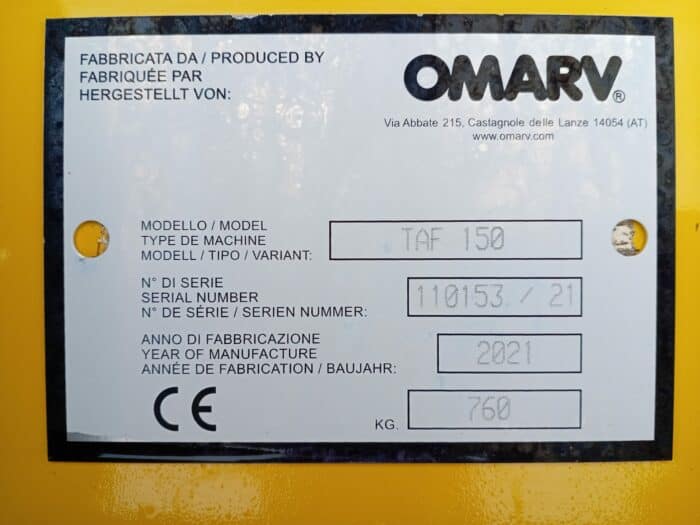 FABBRICATA DA / PRODUCED BY
FABRIQUÉE PAR
HERGESTELLT VON:
OMARV®
Via Abbate 215, Castagnole delle Lanze 14054 (AT)
www.omarv.com
MODELLO / MODEL
TYPE DE MACHINE
MODELL / TIPO / VARIANT:
TAF 150
N° DI SERIE
SERIAL NUMBER
N° DE SÉRIE / SERIEN NUMMER:
110153 / 21
ANNO DI FABBRICAZIONE
YEAR OF MANUFACTURE
ANNÉE DE FABRICATION / BAUJAHR:
2021
CE
KG. 760